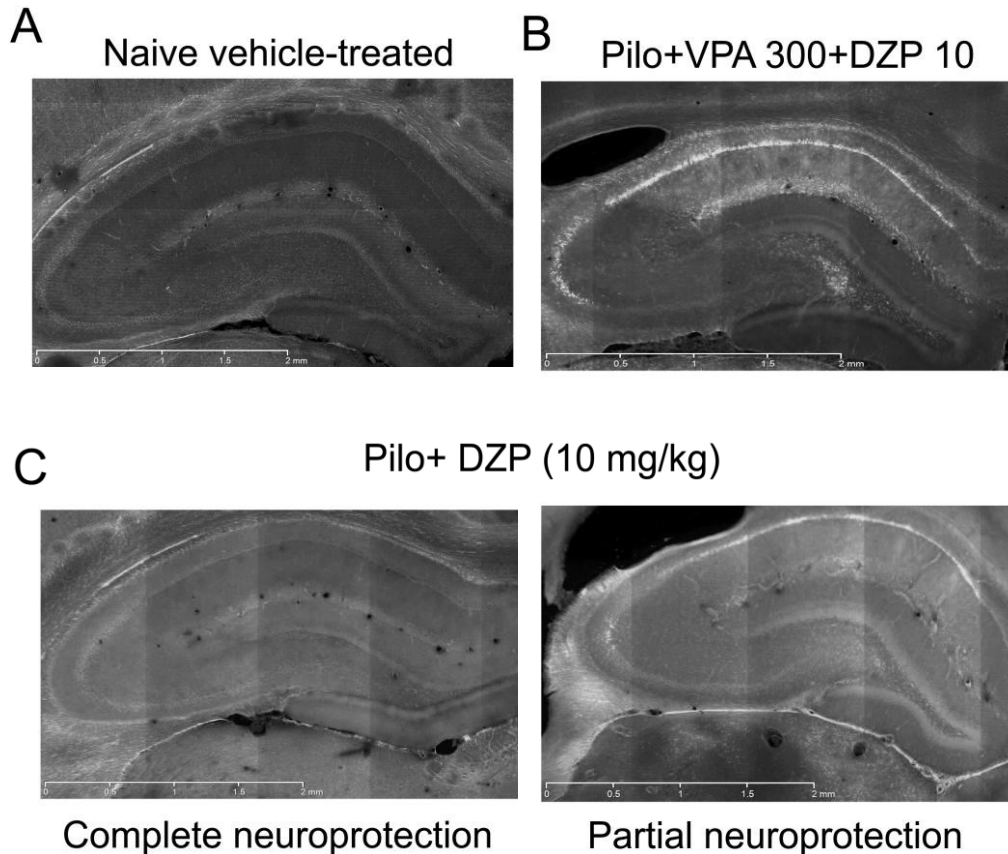 A
Naive vehicle-treated
B
Pilo+VPA 300+DZP 10
0
0.5
1
1.5
2 mm
0
0.5
1
1.5
2 mm
C
Pilo+ DZP (10 mg/kg)
0
0.5
1
1.5
2 mm
0
0.5
1
1.5
2 mm
Complete neuroprotection
Partial neuroprotection